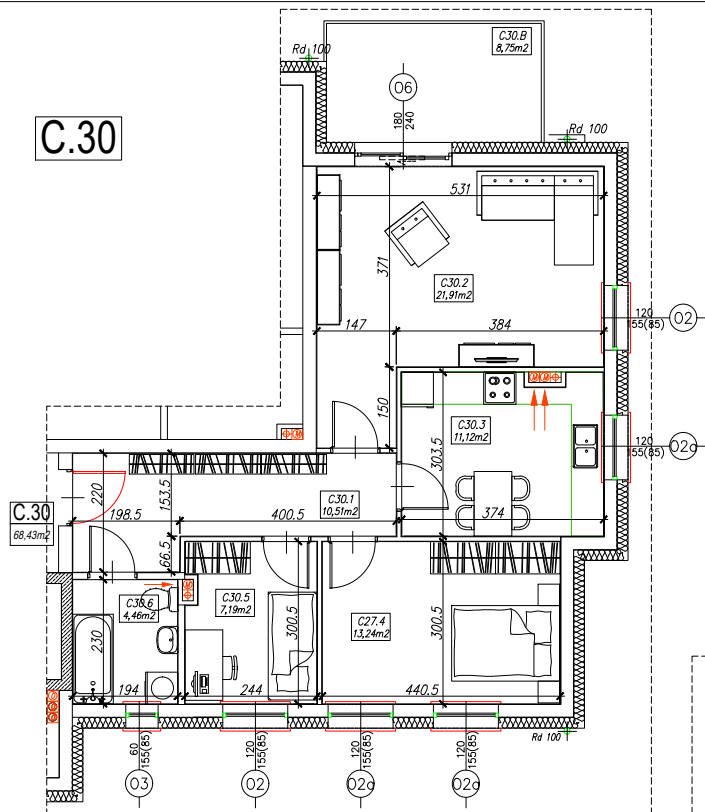 C30.B
8,75m2
Rd 100
06
180
240
Rd 100
C.30
531
371
C30.2
21,91m2
147
384
120
155(85)
02
150
C30.3
11,12m2
303.5
120
155(85)
02a
374
C.30
68,43m2
220
198.5
153.5
400.5
C30.1
10,51m2
66.5
C30.6
4,46m2
230
194
C30.5
7,19m2
300.5
244
C27.4
13,24m2
300.5
440.5
Rd 100
60
155(85)
03
120
155(85)
02
120
155(85)
02a
120
155(85)
02a